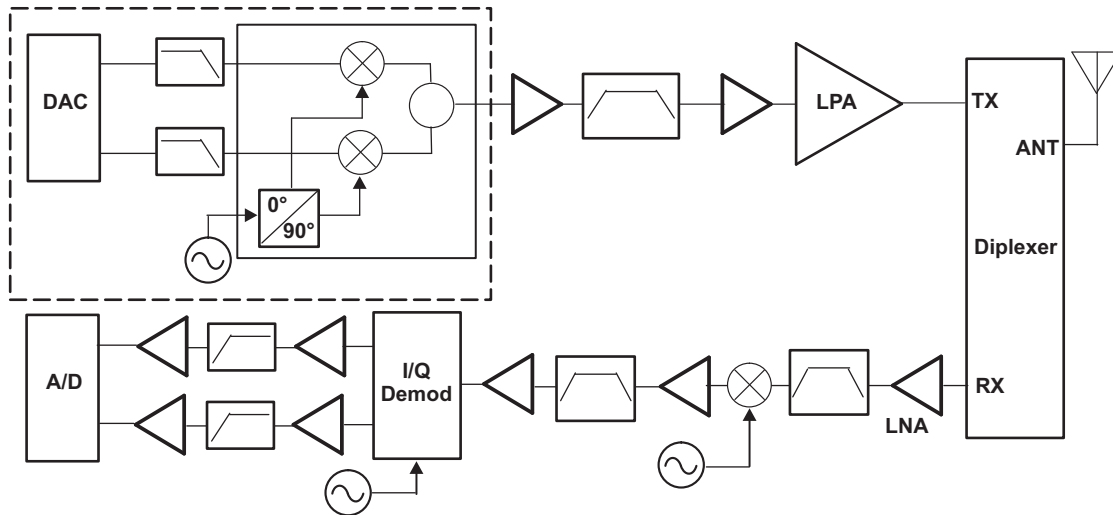 DAC
LPA
TX
ANT
0°
90°
Diplexer
A/D
I/Q
Demod
RX
LNA